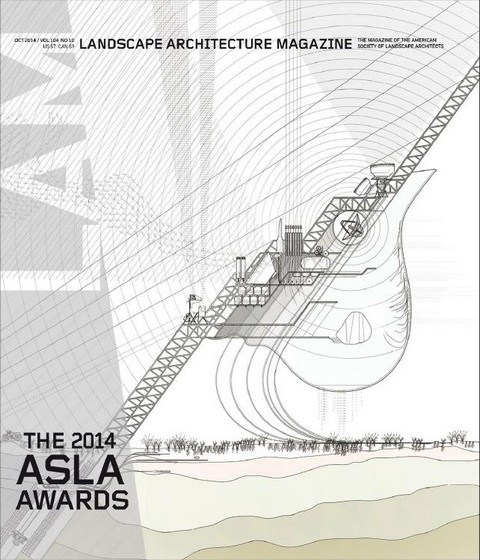 OCT 2014 / VOL 104 NO 10
US $7 CAN $9
LANDSCAPE ARCHITECTURE MAGAZINE
THE MAGAZINE OF THE AMERICAN
SOCIETY OF LANDSCAPE ARCHITECTS
LAM
THE 2014
ASLA
AWARDS